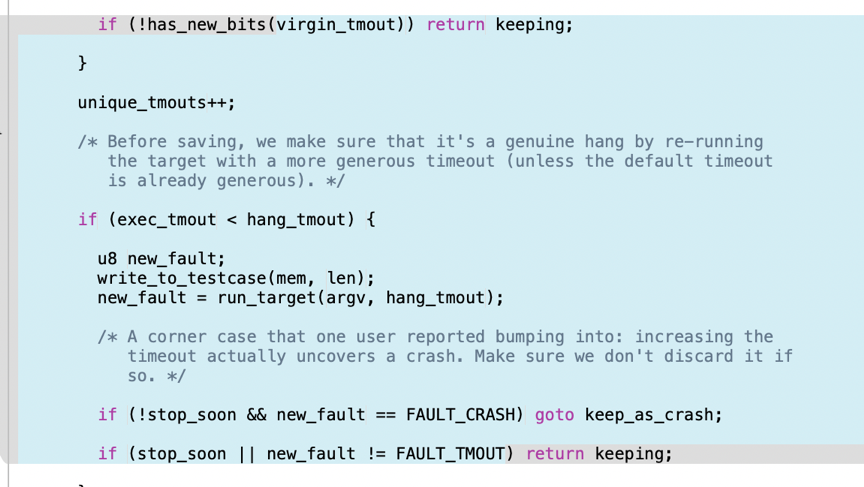 if (!has_new_bits(virgin_tmout)) return keeping;
}
unique_tmouts++;
/* Before saving, we make sure that it's a genuine hang by re-running
the target with a more generous timeout (unless the default timeout
is already generous). */
if (exec_tmout < hang_tmout) {
u8 new_fault;
write_to_testcase(mem, len);
new_fault = run_target(argv, hang_tmout);
/* A corner case that one user reported bumping into: increasing the
timeout actually uncovers a crash. Make sure we don't discard it if
so. */
if (!stop_soon && new_fault == FAULT_CRASH) goto keep_as_crash;
if (stop_soon || new_fault != FAULT_TMOUT) return keeping;